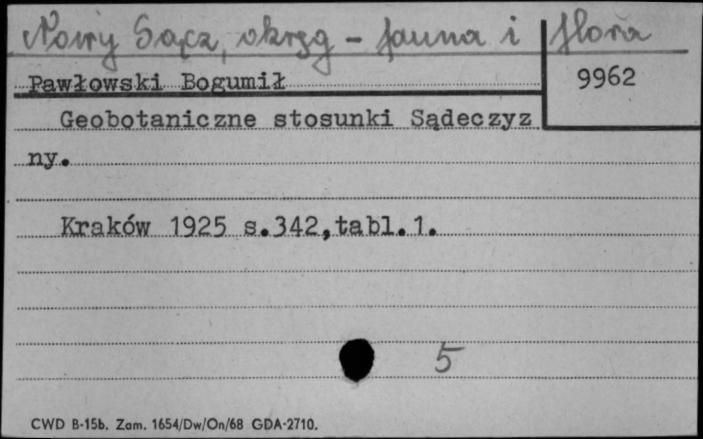 Nowy Sącz, okręg - fauna i flora
Pawłowski Bogumił
9962
Geobotaniczne stosunki Sądeczyz
ny.
Kraków 1925 s.342,tabl.1.
5
CWD B-15b. Zam. 1654/Dw/On/68 GDA-2710.